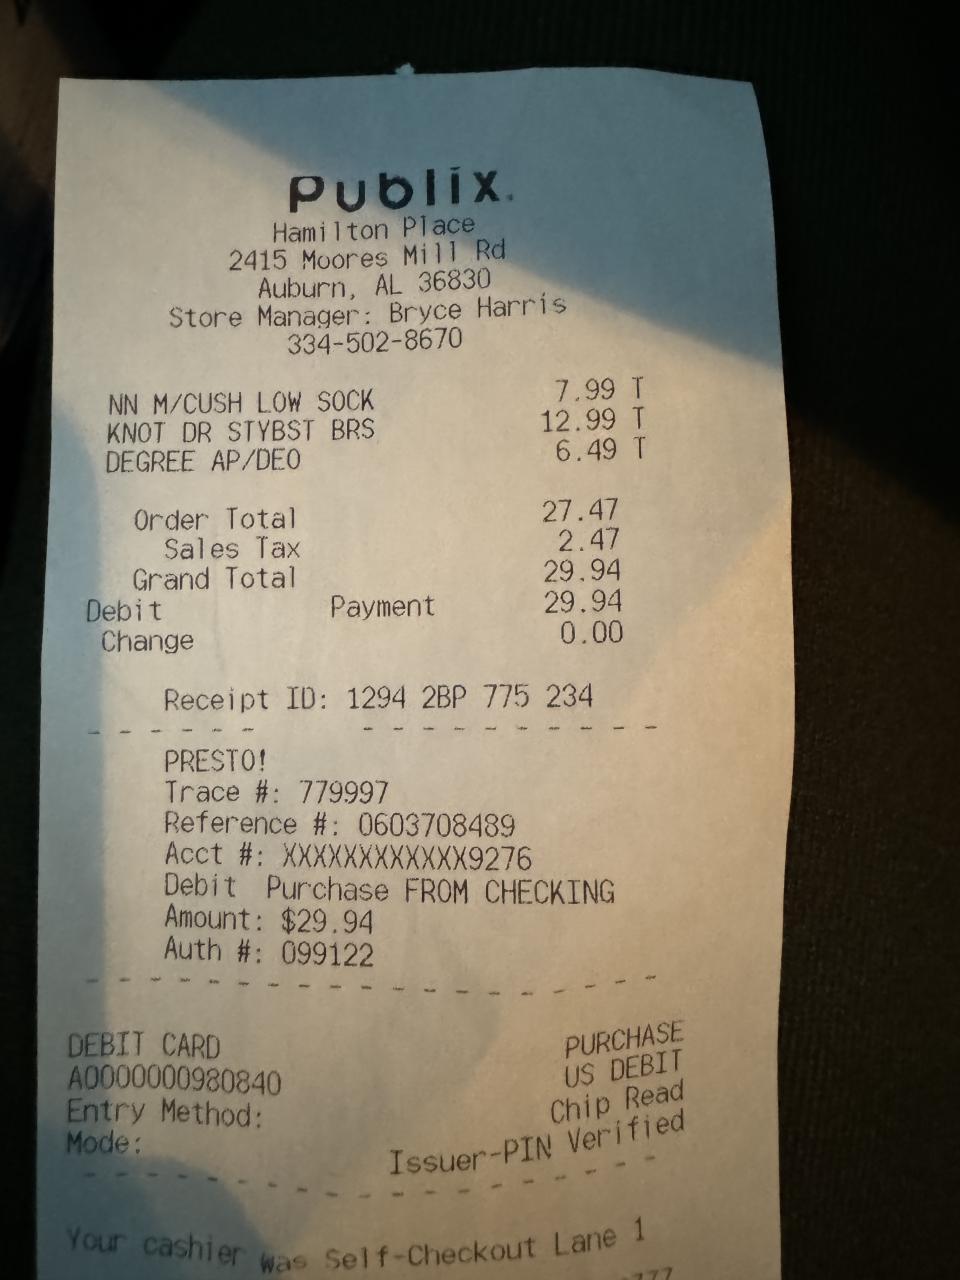 Publix.
Hamilton Place
2415 Moores Mill Rd
Auburn, AL 36830
Store Manager: Bryce Harris
334-502-8670
NN M/CUSH LOW SOCK 7.99 T
KNOT DR STYBST BRS 12.99 T
DEGREE AP/DEO 6.49 T
Order Total 27.47
Sales Tax 2.47
Grand Total 29.94
Debit Payment 29.94
Change 0.00
Receipt ID: 1294 2BP 775 234
PRESTO!
Trace #: 779997
Reference #: 0603708489
Acct #: XXXXXXXXXXXX9276
Debit Purchase FROM CHECKING
Amount: $29.94
Auth #: 099122
DEBIT CARD PURCHASE
A0000000980840 US DEBIT
Entry Method: Chip Read
Mode: Issuer-PIN Verified
Your cashier was Self-Checkout Lane 1